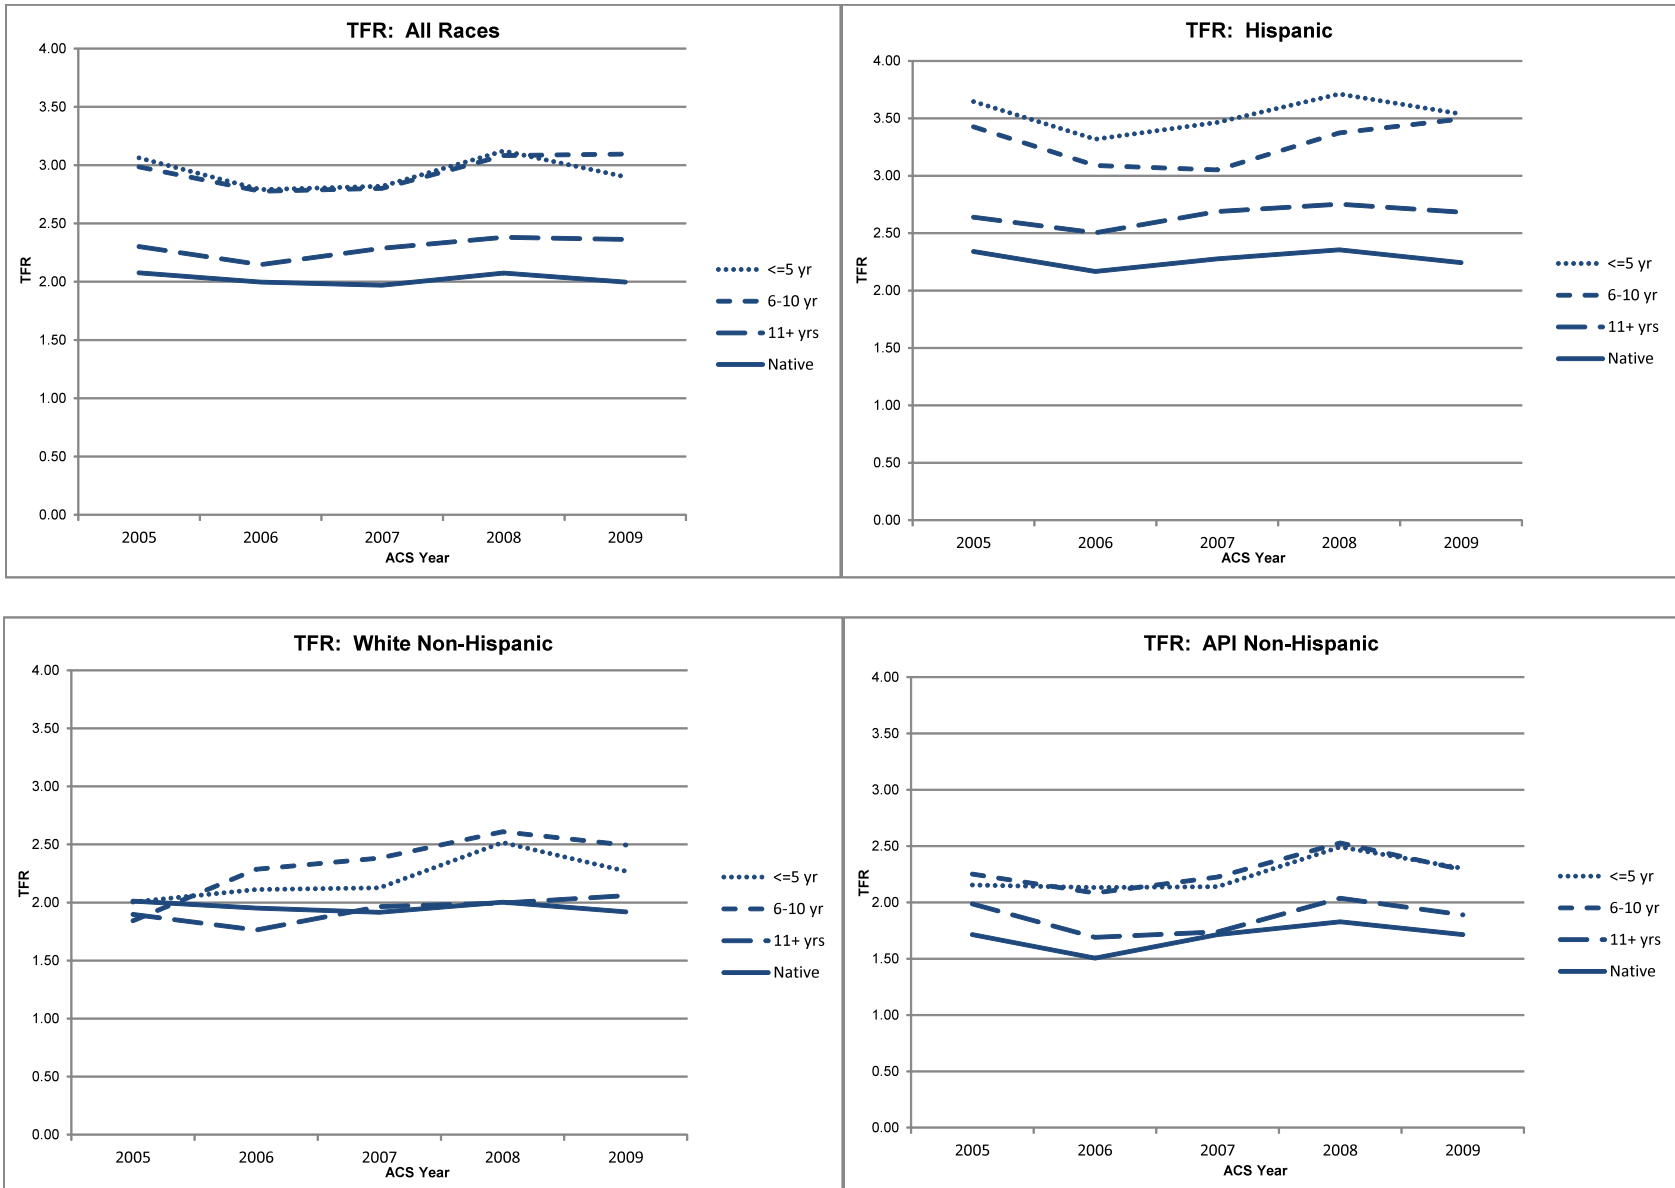 TFR: All Races
4.00
3.50
3.00
2.50
2.00
1.50
1.00
0.50
0.00
TFR
2005 2006 2007 2008 2009
ACS Year
<=5 yr
6-10 yr
11+ yrs
Native
TFR: Hispanic
4.00
3.50
3.00
2.50
2.00
1.50
1.00
0.50
0.00
TFR
2005 2006 2007 2008 2009
ACS Year
<=5 yr
6-10 yr
11+ yrs
Native
TFR: White Non-Hispanic
4.00
3.50
3.00
2.50
2.00
1.50
1.00
0.50
0.00
TFR
2005 2006 2007 2008 2009
ACS Year
<=5 yr
6-10 yr
11+ yrs
Native
TFR: API Non-Hispanic
4.00
3.50
3.00
2.50
2.00
1.50
1.00
0.50
0.00
TFR
2005 2006 2007 2008 2009
ACS Year
<=5 yr
6-10 yr
11+ yrs
Native